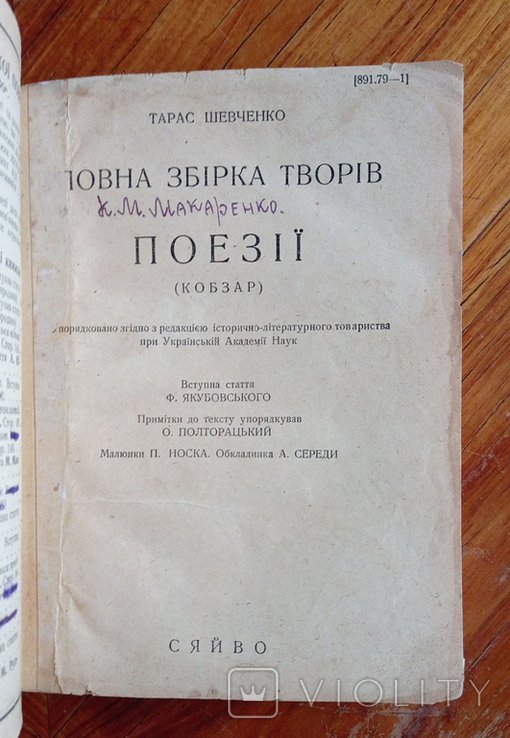 [891.79—1]
ТАРАС ШЕВЧЕНКО
ПОВНА ЗБІРКА ТВОРІВ
К. М. Макаренко.
ПОЕЗІЇ
(КОБЗАР)
порядковано згідно з редакцією історично-літературного товариства
при Українській Академії Наук
Вступна стаття
Ф. ЯКУБОВСЬКОГО
Примітки до тексту упорядкував
О. ПОЛТОРАЦЬКИЙ
Малюнки П. НОСКА. Обкладинка А. СЕРЕДИ
СЯЙВО
VIOLITY